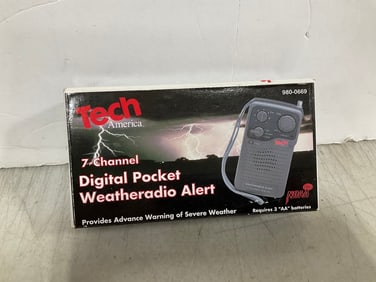 980-0669
Tech
America.
7-Channel
Digital Pocket
Weatheradio Alert
Provides Advance Warning of Severe Weather
Requires 3 "AA" batteries